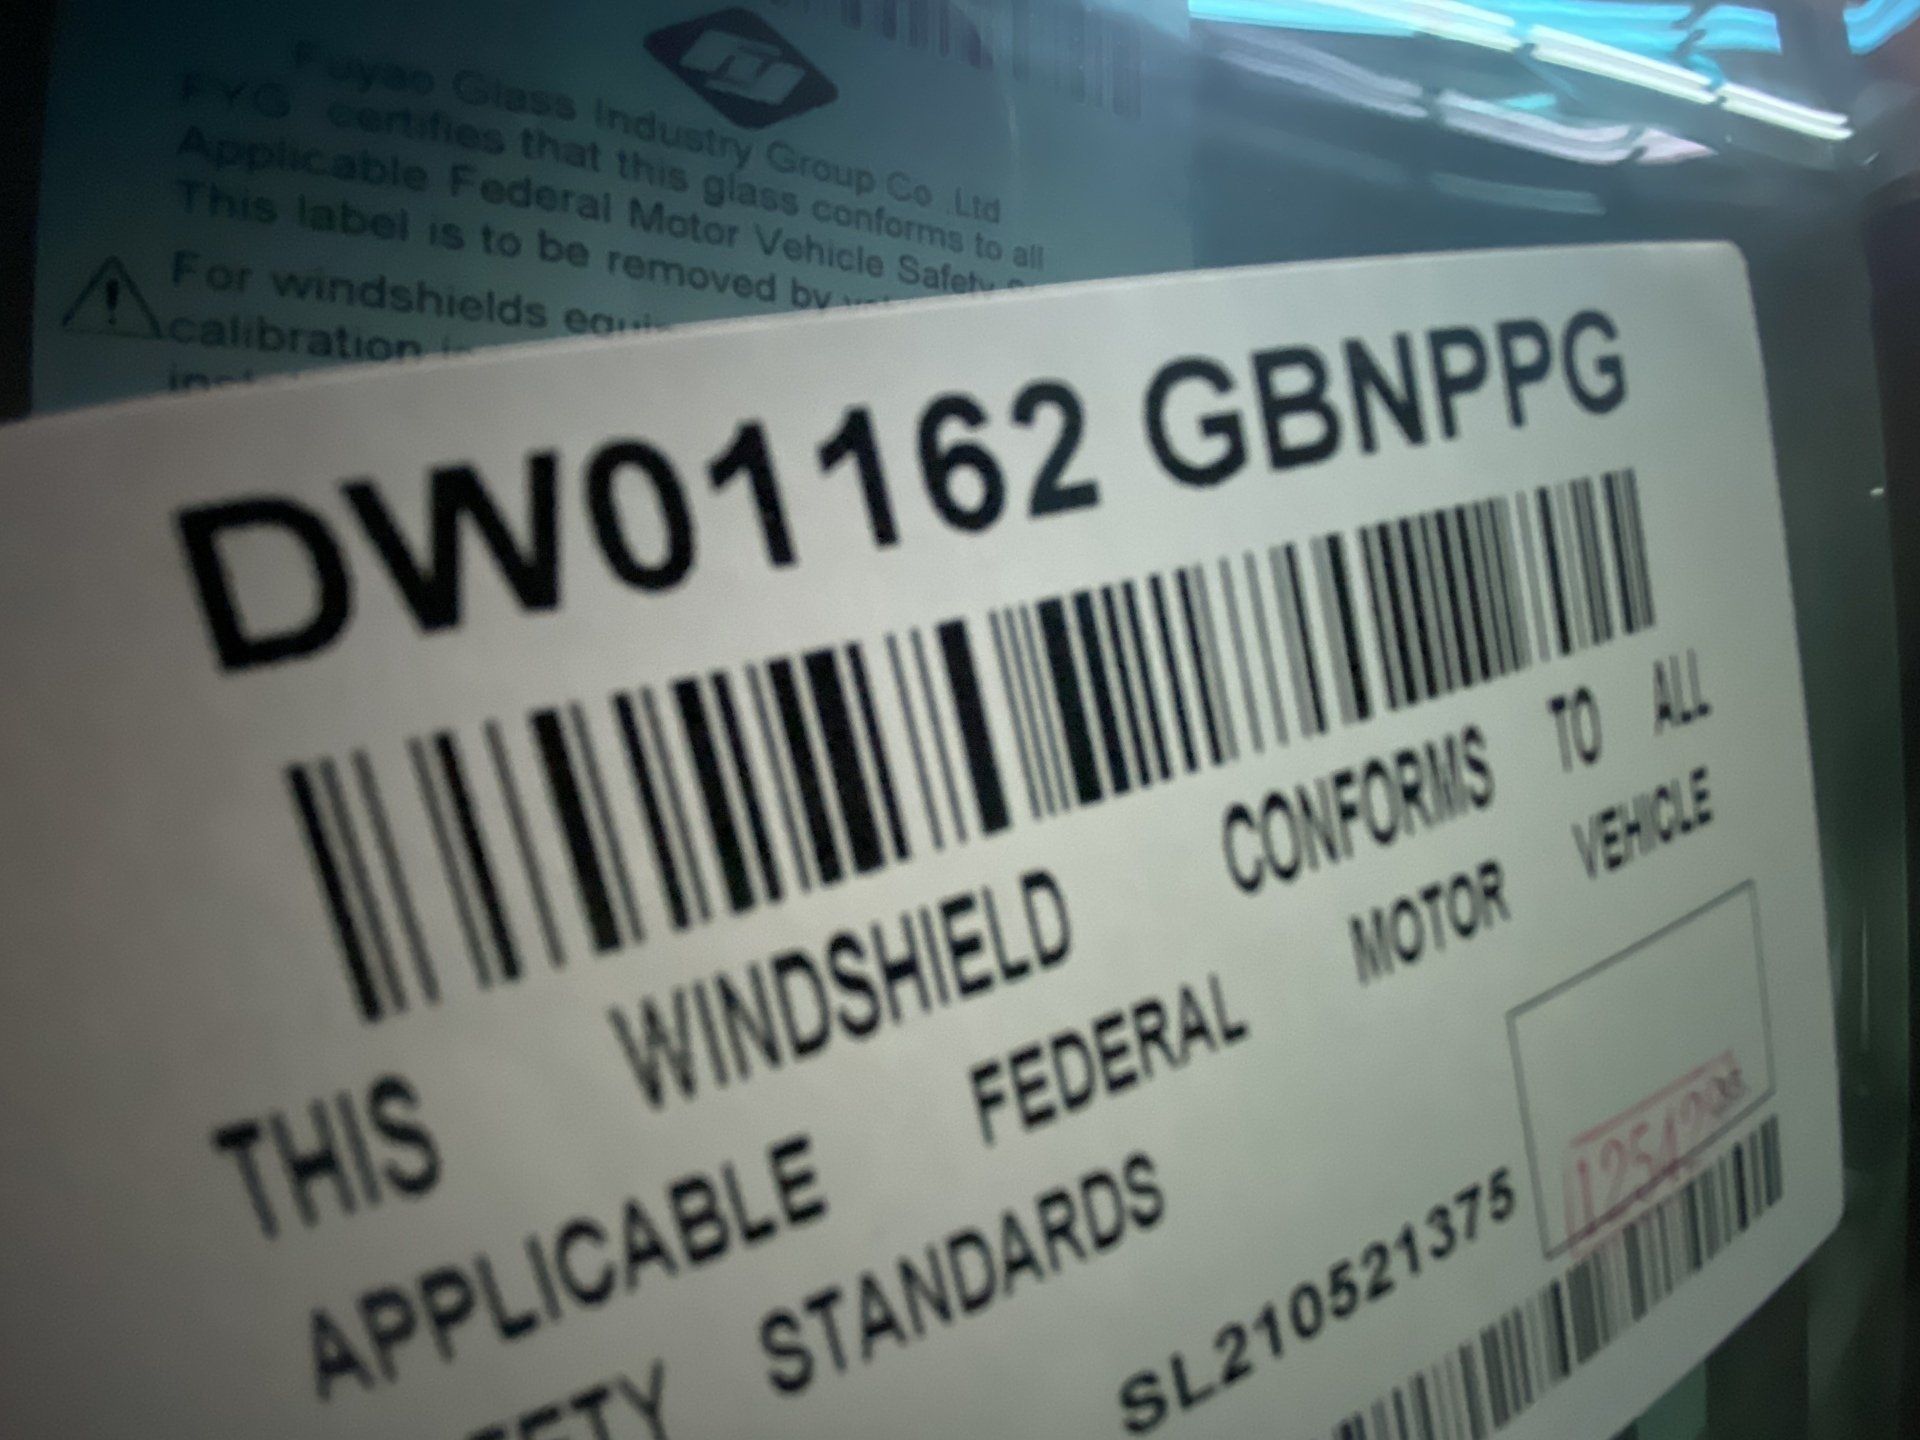 Fuyao Glass Industry Group Co .Ltd
FYG certifies that this glass conforms to all
Applicable Federal Motor Vehicle Safety
This label is to be removed by
For windshields
calibration
DW01162 GBNPPG
THIS WINDSHIELD CONFORMS TO ALL
APPLICABLE FEDERAL MOTOR VEHICLE
STANDARDS
SL210521375